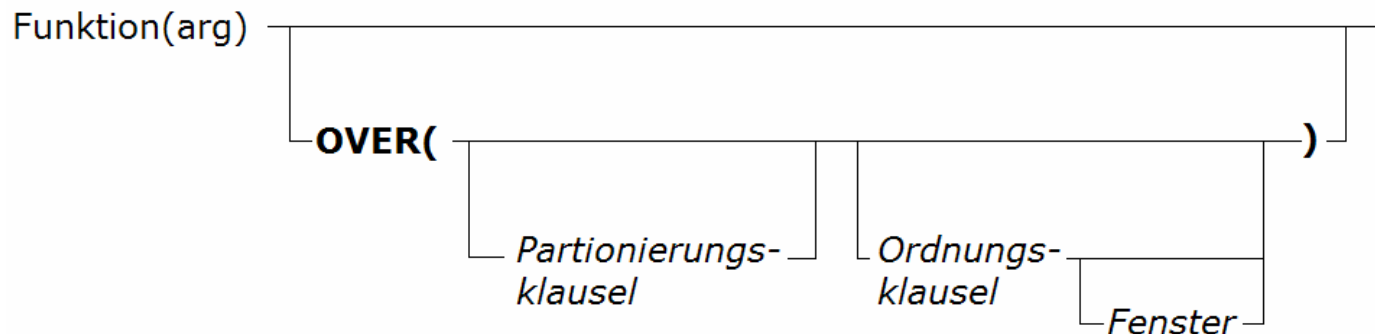 Funktion(arg)
OVER( )
Partionierungs-
klausel
Ordnungs-
klausel
Fenster